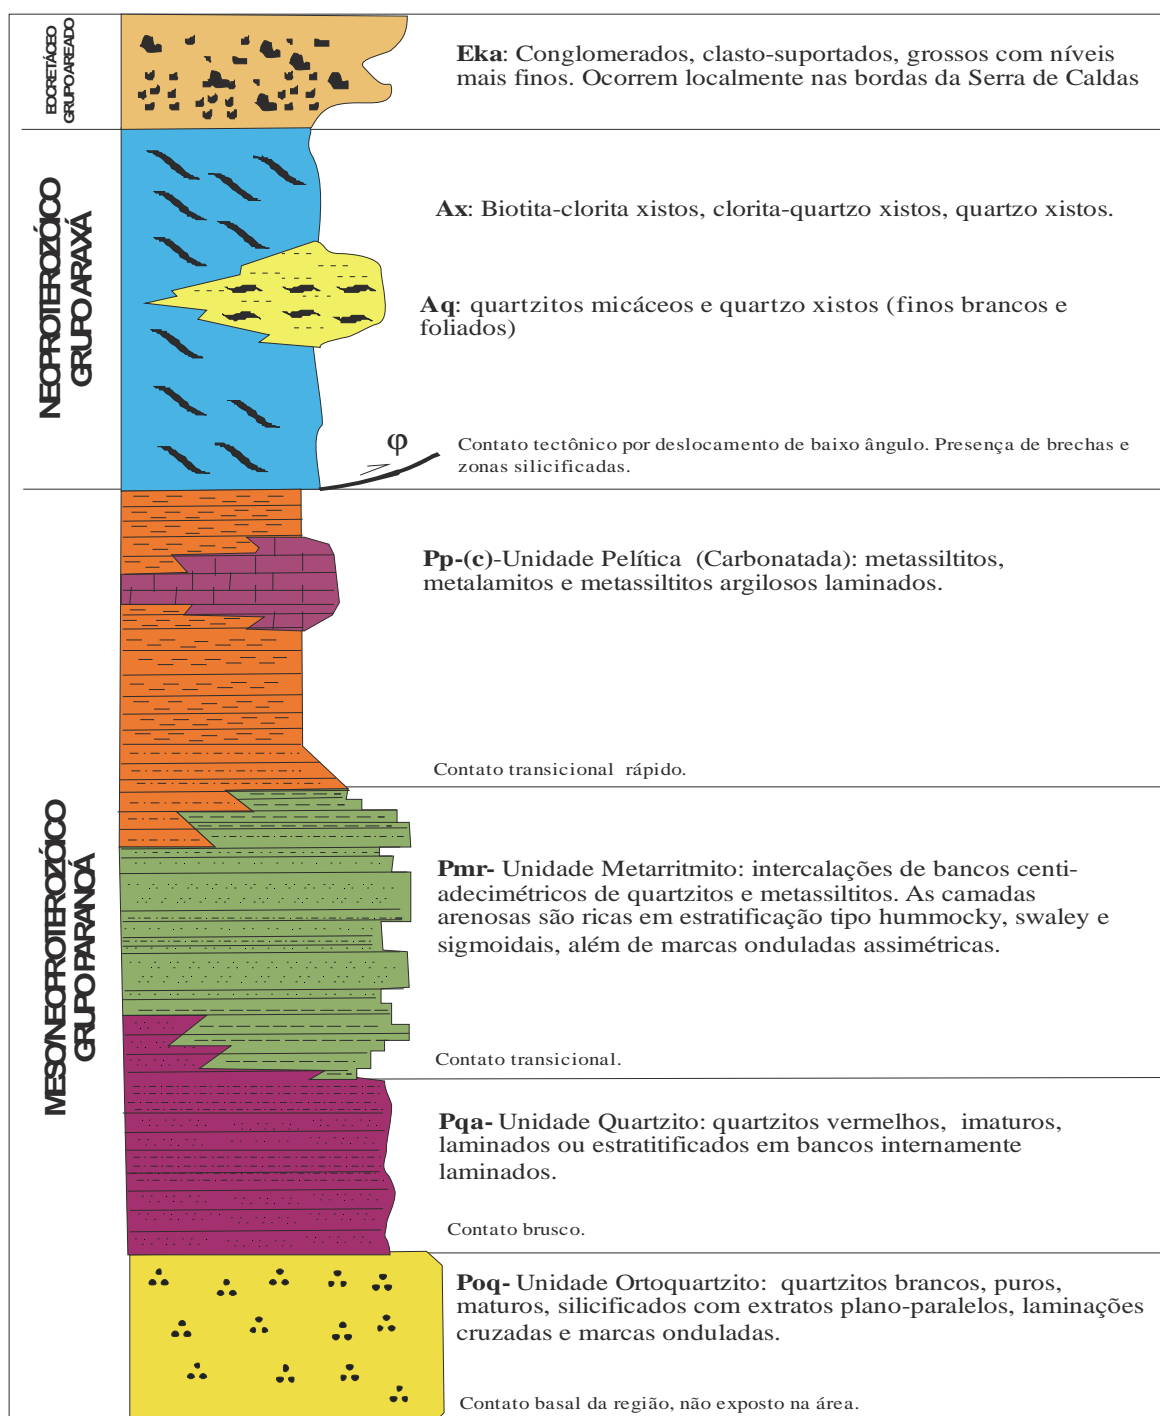 EOCRETÁCEO
GRUPO AREADO
Eka: Conglomerados, clasto-suportados, grossos com níveis
mais finos. Ocorrem localmente nas bordas da Serra de Caldas
NEOPROTEROZÓICO
GRUPO ARAXÁ
Ax: Biotita-clorita xistos, clorita-quartzo xistos, quartzo xistos.
Aq: quartzitos micáceos e quartzo xistos (finos brancos e
foliados)
φ
Contato tectônico por deslocamento de baixo ângulo. Presença de brechas e
zonas silicificadas.
MESO/NEOPROTEROZÓICO
GRUPO PARANOÁ
Pp-(c)-Unidade Pelítica (Carbonatada): metassiltitos,
metalamitos e metassiltitos argilosos laminados.
Contato transicional rápido.
Pmr- Unidade Metarritmito: intercalações de bancos centi-
adecimétricos de quartzitos e metassiltitos. As camadas
arenosas são ricas em estratificação tipo hummocky, swaley e
sigmoidais, além de marcas onduladas assimétricas.
Contato transicional.
Pqa- Unidade Quartzito: quartzitos vermelhos, imaturos,
laminados ou estratitificados em bancos internamente
laminados.
Contato brusco.
Poq- Unidade Ortoquartzito: quartzitos brancos, puros,
maturos, silicificados com extratos plano-paralelos, laminações
cruzadas e marcas onduladas.
Contato basal da região, não exposto na área.